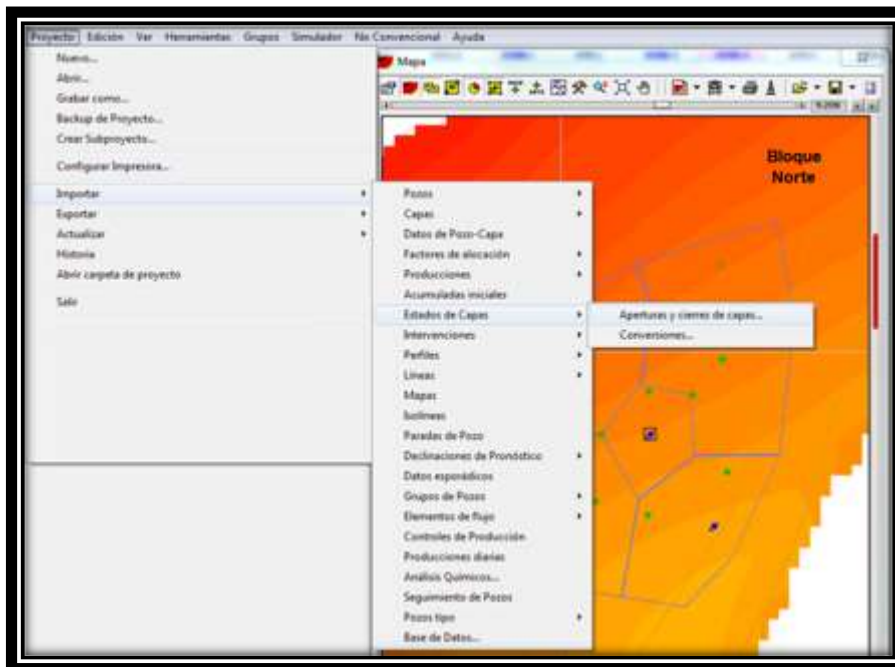 Proyecto Edición Ver Herramientas Grupos Simulador No Convencional Ayuda
Nuevo...
Abrir...
Grabar como...
Backup de Proyecto...
Crear Subproyecto...
Configurar Impresora...
Importar
Exportar
Actualizar
Historia
Abrir carpeta de proyecto
Salir
Pozos
Capas
Datos de Pozo-Capa
Factores de alocación
Producciones
Acumuladas iniciales
Estados de Capas
Intervenciones
Perfiles
Líneas
Mapas
Isolíneas
Paradas de Pozo
Declinaciones de Pronóstico
Datos esporádicos
Grupos de Pozos
Elementos de flujo
Controles de Producción
Producciones diarias
Análisis Químicos...
Seguimiento de Pozos
Pozos tipo
Base de Datos...
Aperturas y cierres de capas...
Conversiones...
Mapa
Bloque
Norte